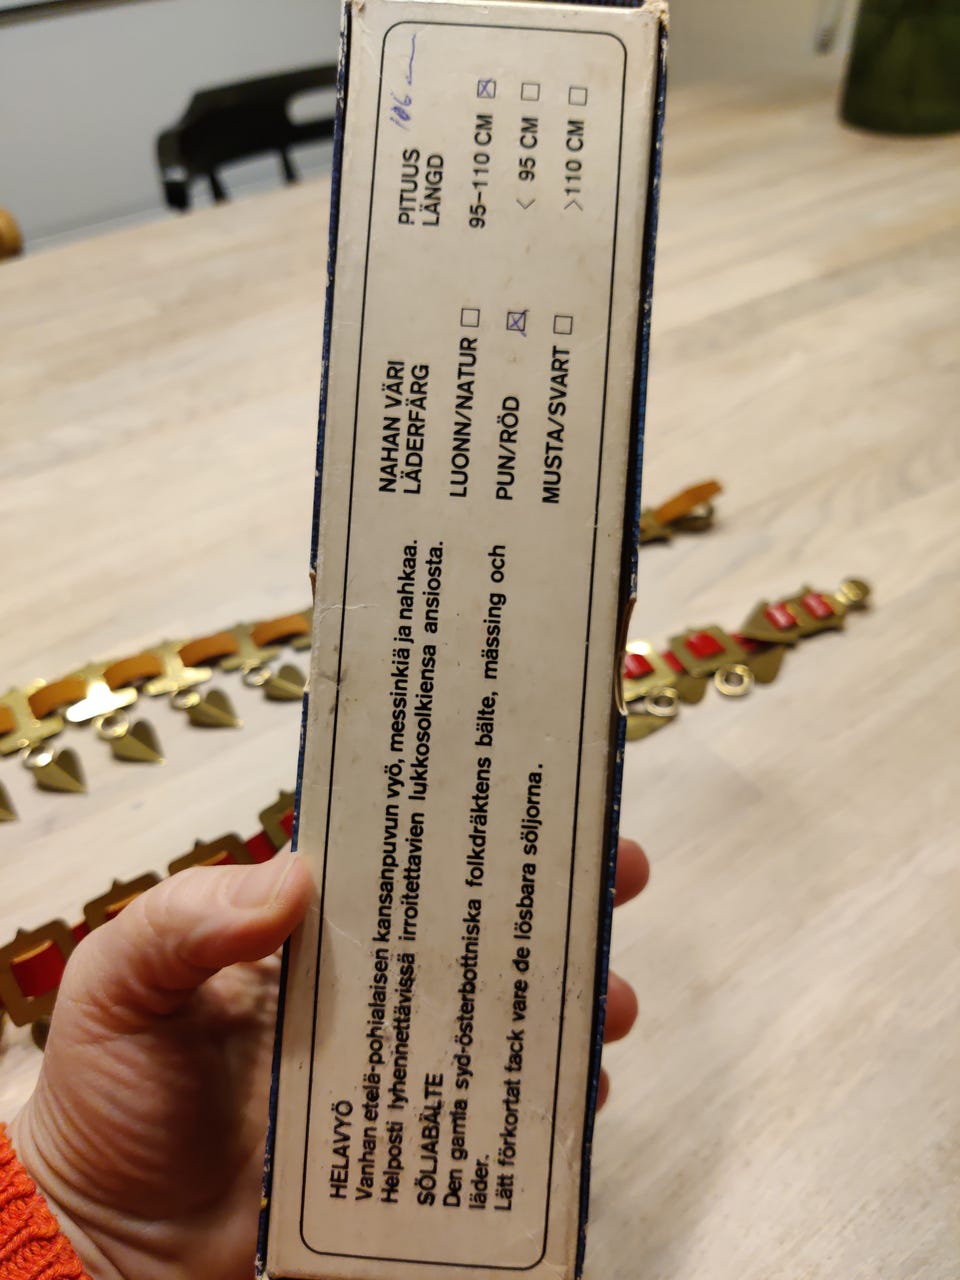 HELAVYÖ
Vanhan etelä-pohjalaisen kansanpuvun vyö, messinkiä ja nahkaa.
Helposti lyhennettävissä irroitettavien lukkosolkiensa ansiosta.
SÖLJABÄLTE
Den gamla syd-österbottniska folkdräktens bälte, mässing och
läder.
Lätt förkortat tack vare de lösbara söljorna.
NAHAN VÄRI
LÄDERFÄRG
LUONN/NATUR
PUN/RÖD
MUSTA/SVART
PITUUS 106
LÄNGD
95–110 CM
< 95 CM
>110 CM